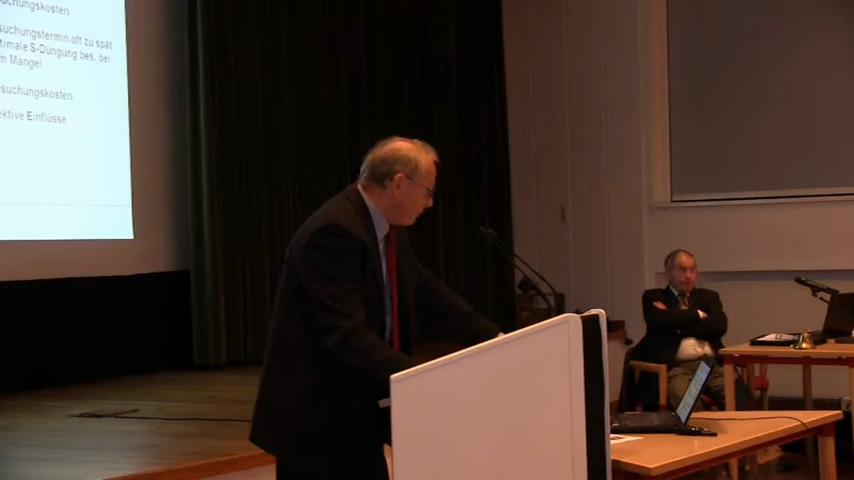 suchungskosten
suchungstermin oft zu spät
timale S-Düngung bes. bei
m Mangel
suchungskosten
ektive Einflüsse